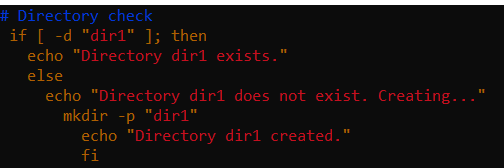 # Directory check
if [ -d "dir1" ]; then
echo "Directory dir1 exists."
else
echo "Directory dir1 does not exist. Creating..."
mkdir -p "dir1"
echo "Directory dir1 created."
fi